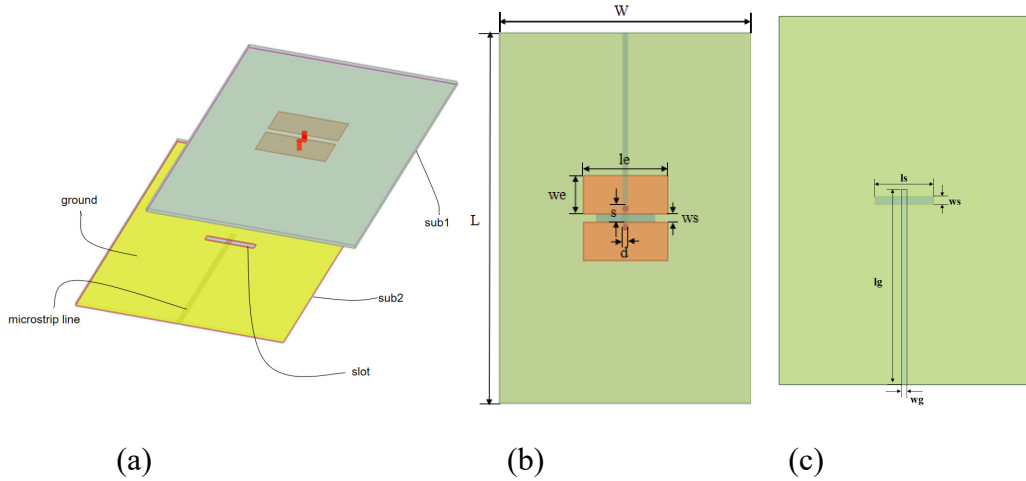 ground
sub1
sub2
microstrip line
slot
W
L
le
we
s
ws
d
ls
ws
lg
wg
(a)
(b)
(c)